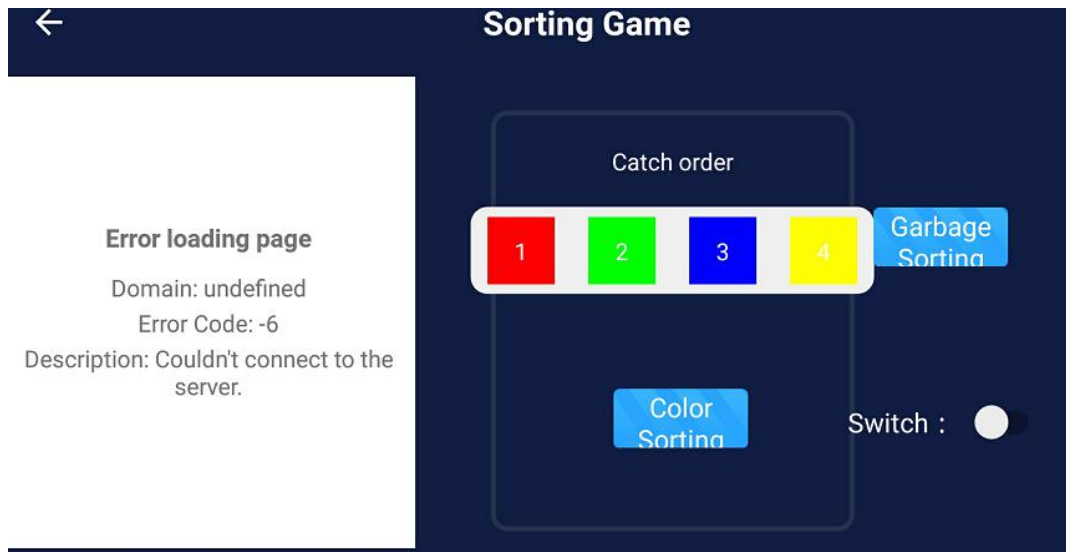 Sorting Game
Error loading page
Domain: undefined
Error Code: -6
Description: Couldn't connect to the
server.
Catch order
1 2 3 4
Garbage
Sorting
Color
Sorting
Switch :